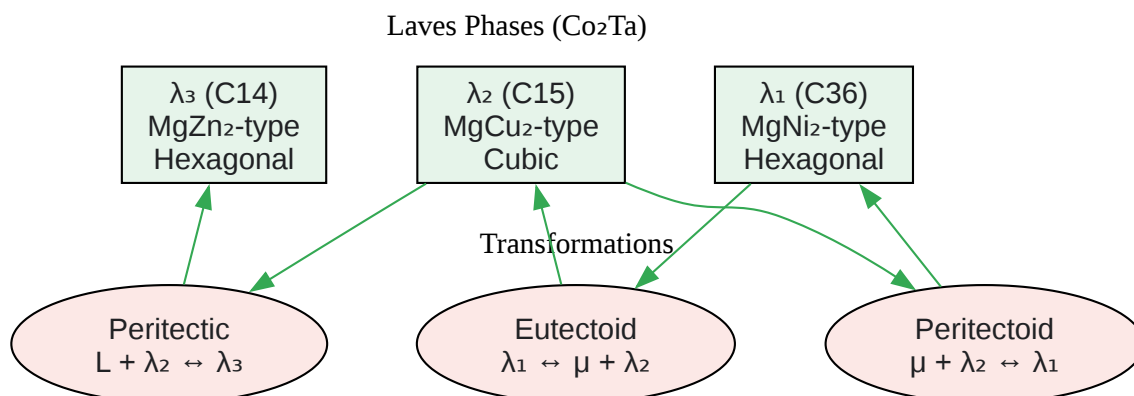 Laves Phases (Co₂Ta)
λ₃ (C14)
MgZn₂-type
Hexagonal
λ₂ (C15)
MgCu₂-type
Cubic
λ₁ (C36)
MgNi₂-type
Hexagonal
Transformations
Peritectic
L + λ₂ ↔ λ₃
Eutectoid
λ₁ ↔ μ + λ₂
Peritectoid
μ + λ₂ ↔ λ₁